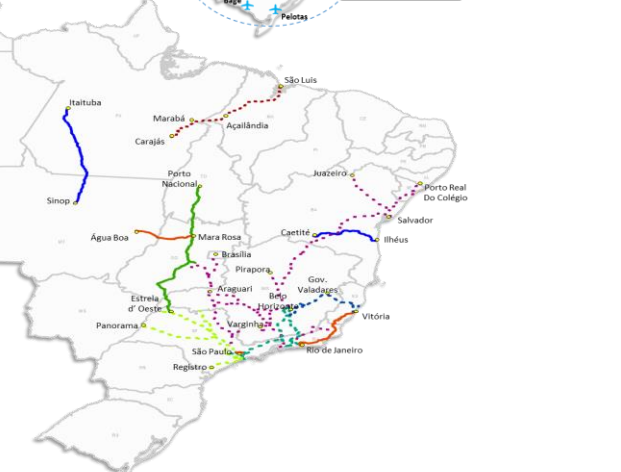 Bagé
Pelotas
São Luis
Itaituba
Marabá
Açailândia
Carajás
Porto
Nacional
Juazeiro
Porto Real
Do Colégio
Sinop
Salvador
Caetité
Ilhéus
Água Boa
Mara Rosa
Brasília
Pirapora
Gov.
Valadares
Araguari
Belo
Horizonte
Estrela
d' Oeste
Vitória
Panorama
Varginha
São Paulo
Rio de Janeiro
Registro